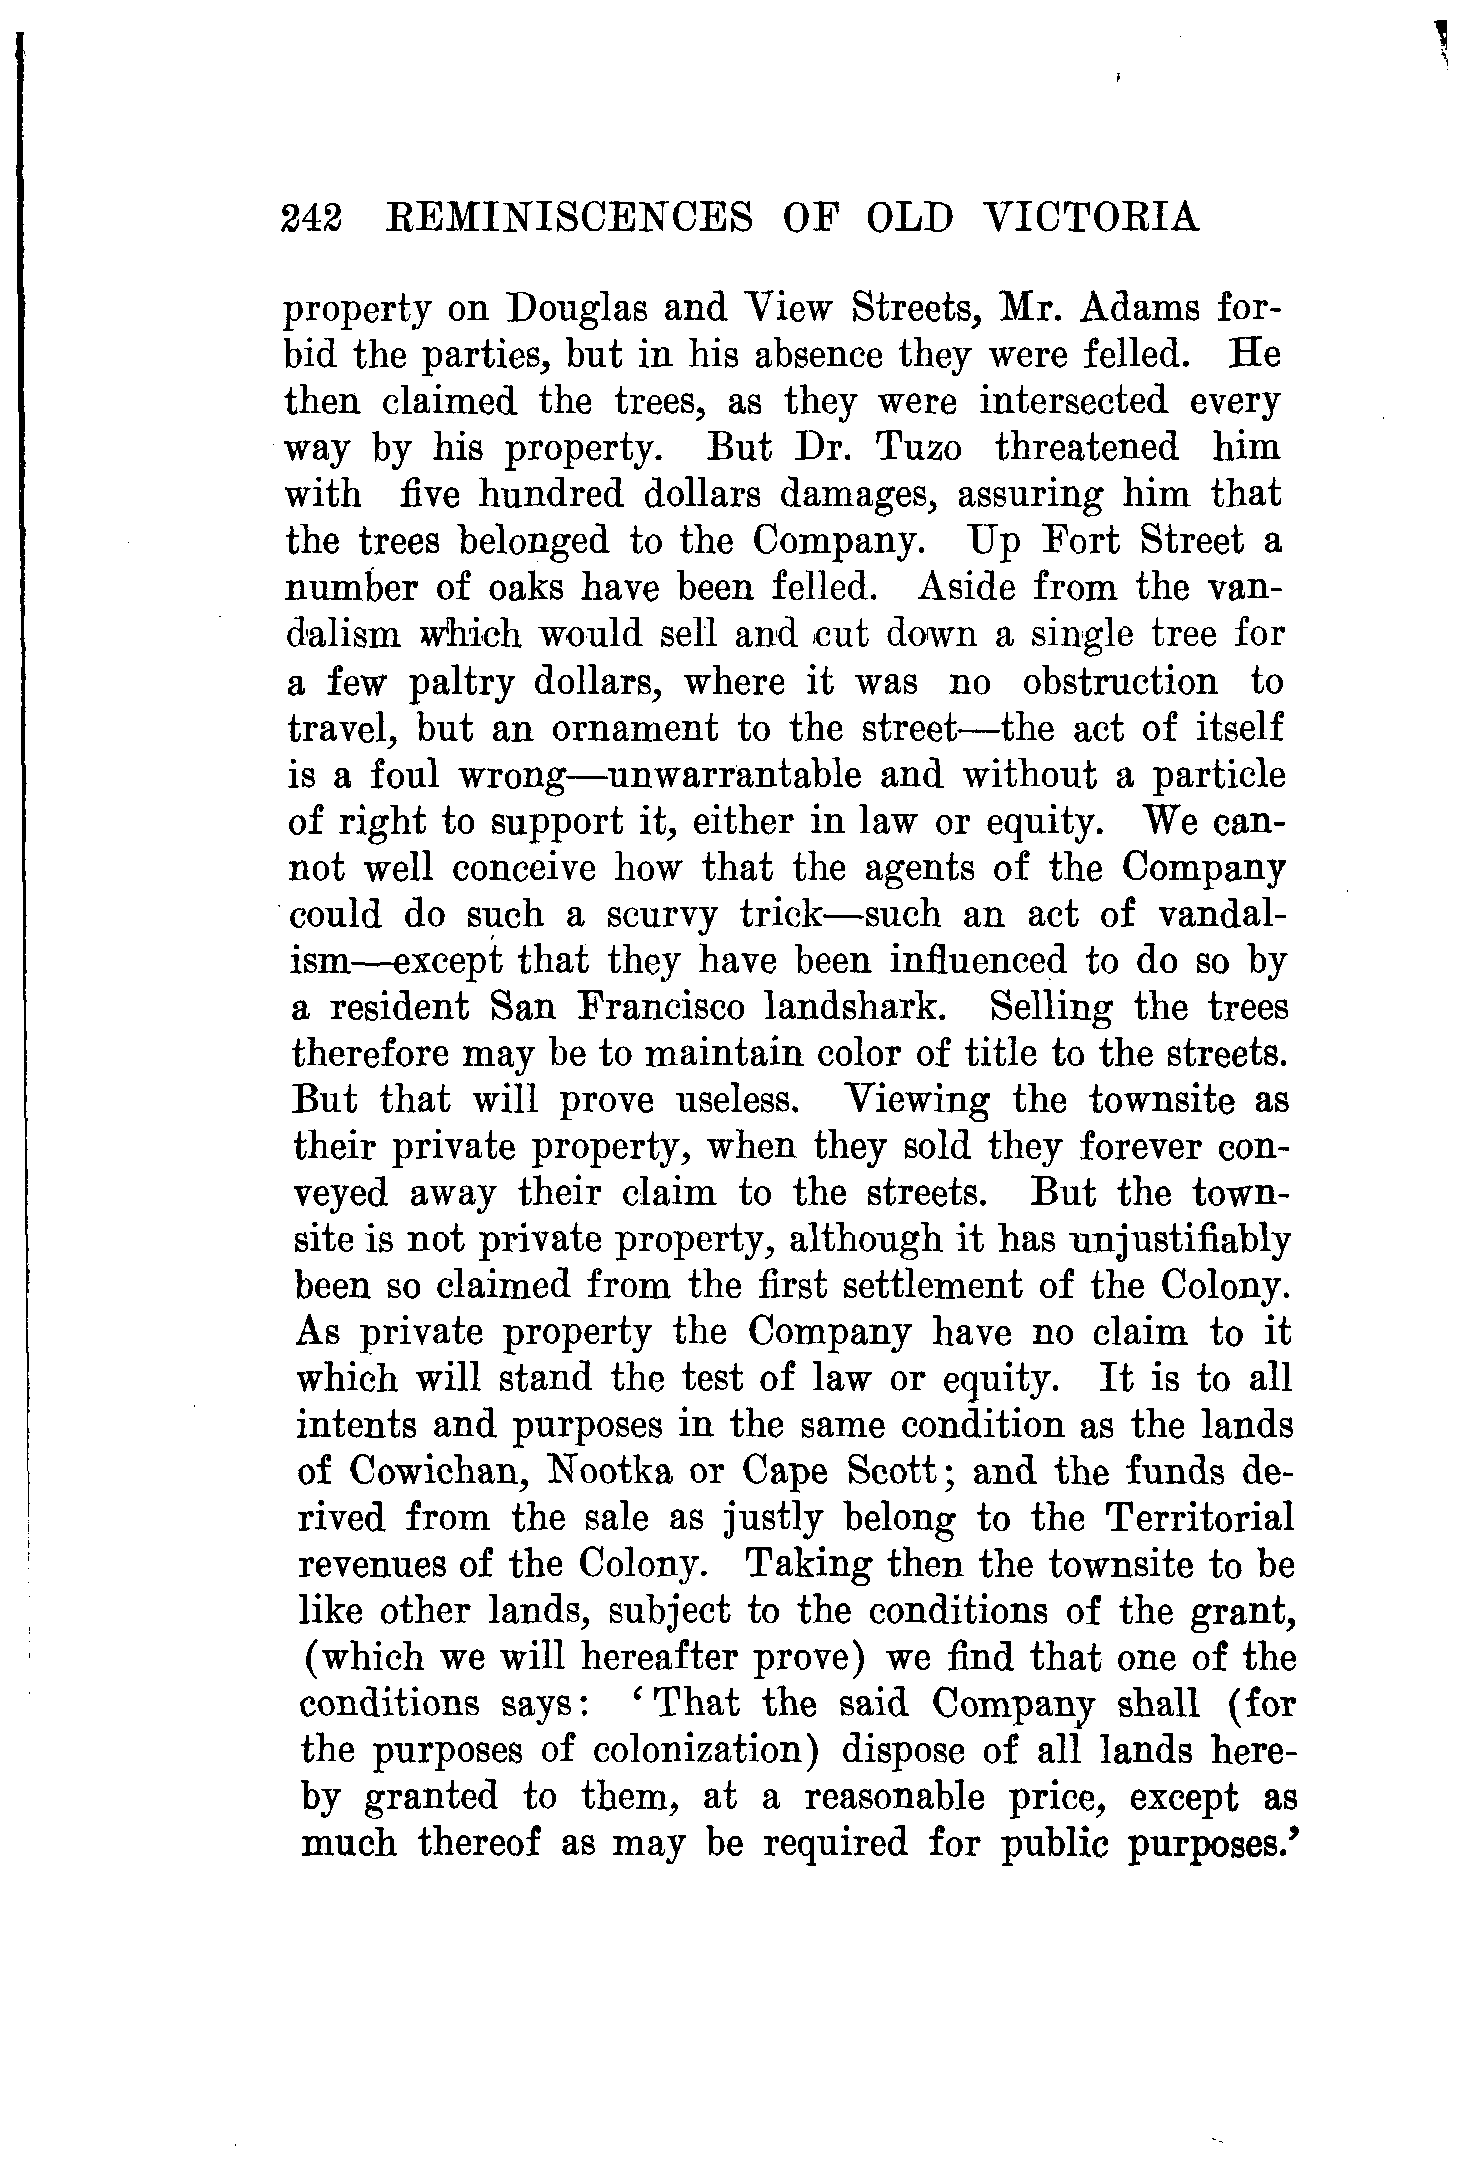 242 REMINISCENCES OF OLD VICTORIA
property on Douglas and View Streets, Mr. Adams for-
bid the parties, but in his absence they were felled. He
then claimed the trees, as they were intersected every
way by his property. But Dr. Tuzo threatened him
with five hundred dollars damages, assuring him that
the trees belonged to the Company. Up Fort Street a
number of oaks have been felled. Aside from the van-
dalism which would sell and cut down a single tree for
a few paltry dollars, where it was no obstruction to
travel, but an ornament to the street—the act of itself
is a foul wrong—unwarrantable and without a particle
of right to support it, either in law or equity. We can-
not well conceive how that the agents of the Company
could do such a scurvy trick—such an act of vandal-
ism—except that they have been influenced to do so by
a resident San Francisco landshark. Selling the trees
therefore may be to maintain color of title to the streets.
But that will prove useless. Viewing the townsite as
their private property, when they sold they forever con-
veyed away their claim to the streets. But the town-
site is not private property, although it has unjustifiably
been so claimed from the first settlement of the Colony.
As private property the Company have no claim to it
which will stand the test of law or equity. It is to all
intents and purposes in the same condition as the lands
of Cowichan, Nootka or Cape Scott; and the funds de-
rived from the sale as justly belong to the Territorial
revenues of the Colony. Taking then the townsite to be
like other lands, subject to the conditions of the grant,
(which we will hereafter prove) we find that one of the
conditions says: ‘That the said Company shall (for
the purposes of colonization) dispose of all lands here-
by granted to them, at a reasonable price, except as
much thereof as may be required for public purposes.’